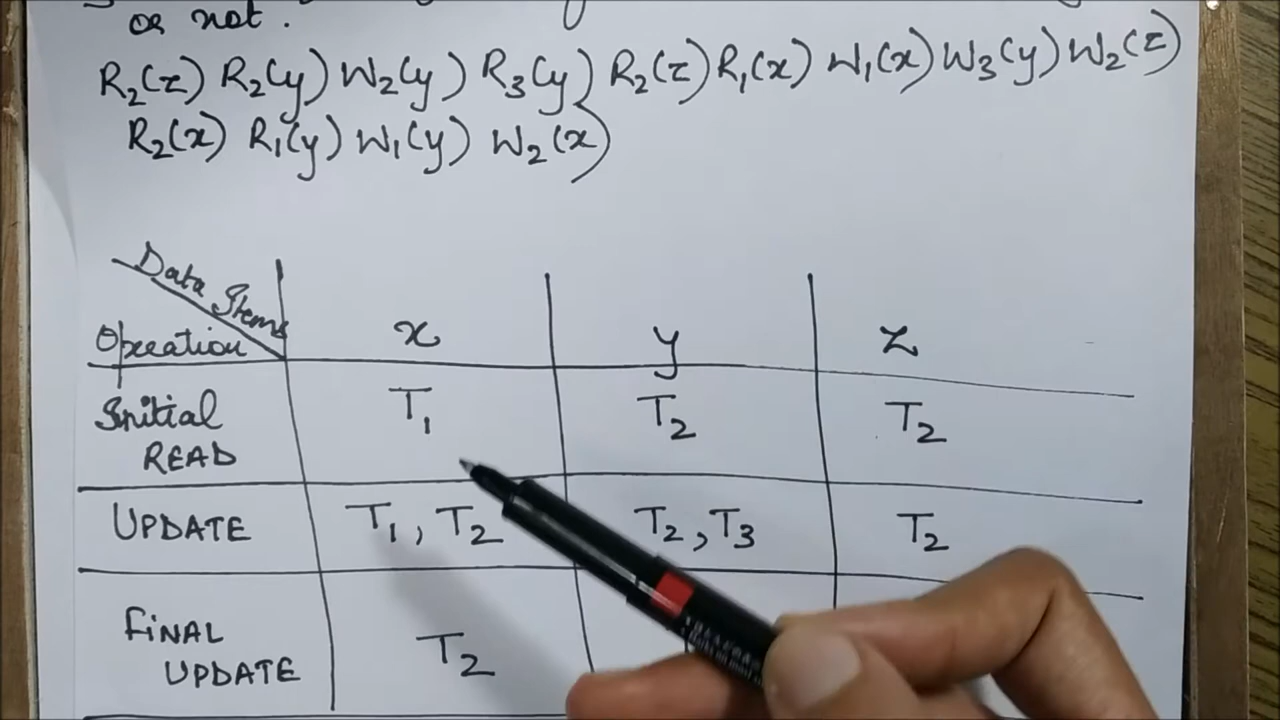 or not.
R₂(z) R₂(y) W₂(y) R₃(y) R₂(z) R₁(x) W₁(x) W₃(y) W₂(z)
R₂(x) R₁(y) W₁(y) W₂(x)
Data Items
Operation x y z
Initial READ T₁ T₂ T₂
UPDATE T₁, T₂ T₂, T₃ T₂
FiNAL UPDATE T₂